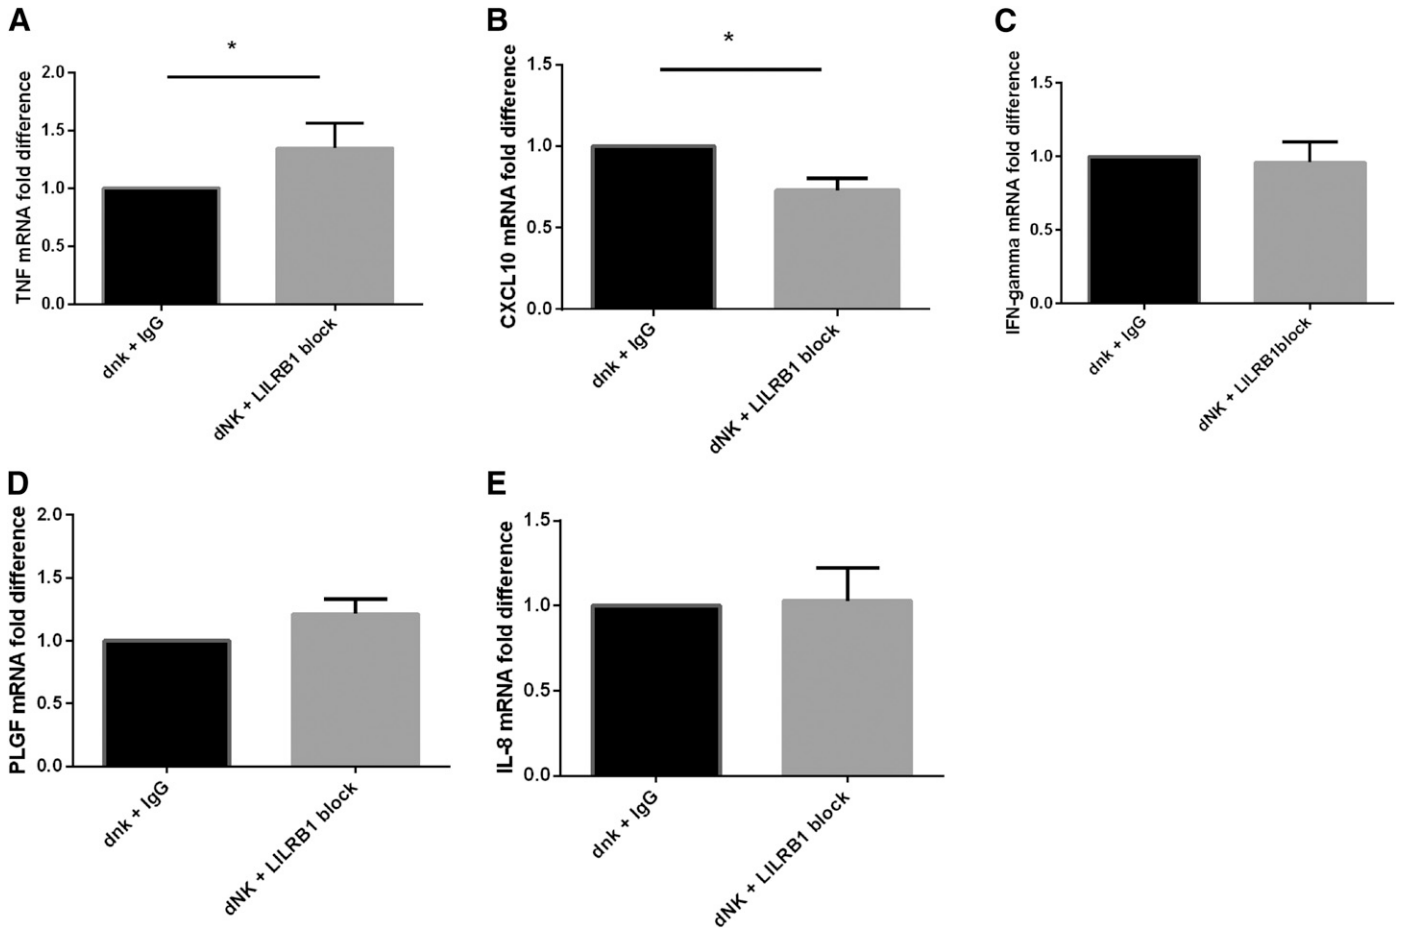 A
*
TNF mRNA fold difference
2.0
1.5
1.0
0.5
0.0
dnk + IgG
dNK + LILRB1 block
B
*
CXCL10 mRNA fold difference
1.5
1.0
0.5
0.0
dnk + IgG
dNK + LILRB1 block
C
IFN-gamma mRNA fold difference
1.5
1.0
0.5
0.0
dnk + IgG
dNK + LILRB1block
D
PLGF mRNA fold difference
2.0
1.5
1.0
0.5
0.0
dnk + IgG
dNK + LILRB1 block
E
IL-8 mRNA fold difference
1.5
1.0
0.5
0.0
dnk + IgG
dNK + LILRB1 block